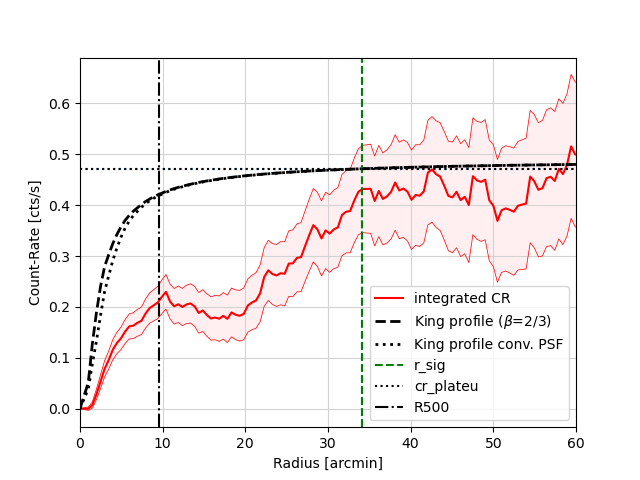 0.6
0.5
0.4
0.3
0.2
0.1
0.0
Count-Rate [cts/s]
integrated CR
King profile (β=2/3)
King profile conv. PSF
r_sig
cr_plateu
R500
0 10 20 30 40 50 60
Radius [arcmin]